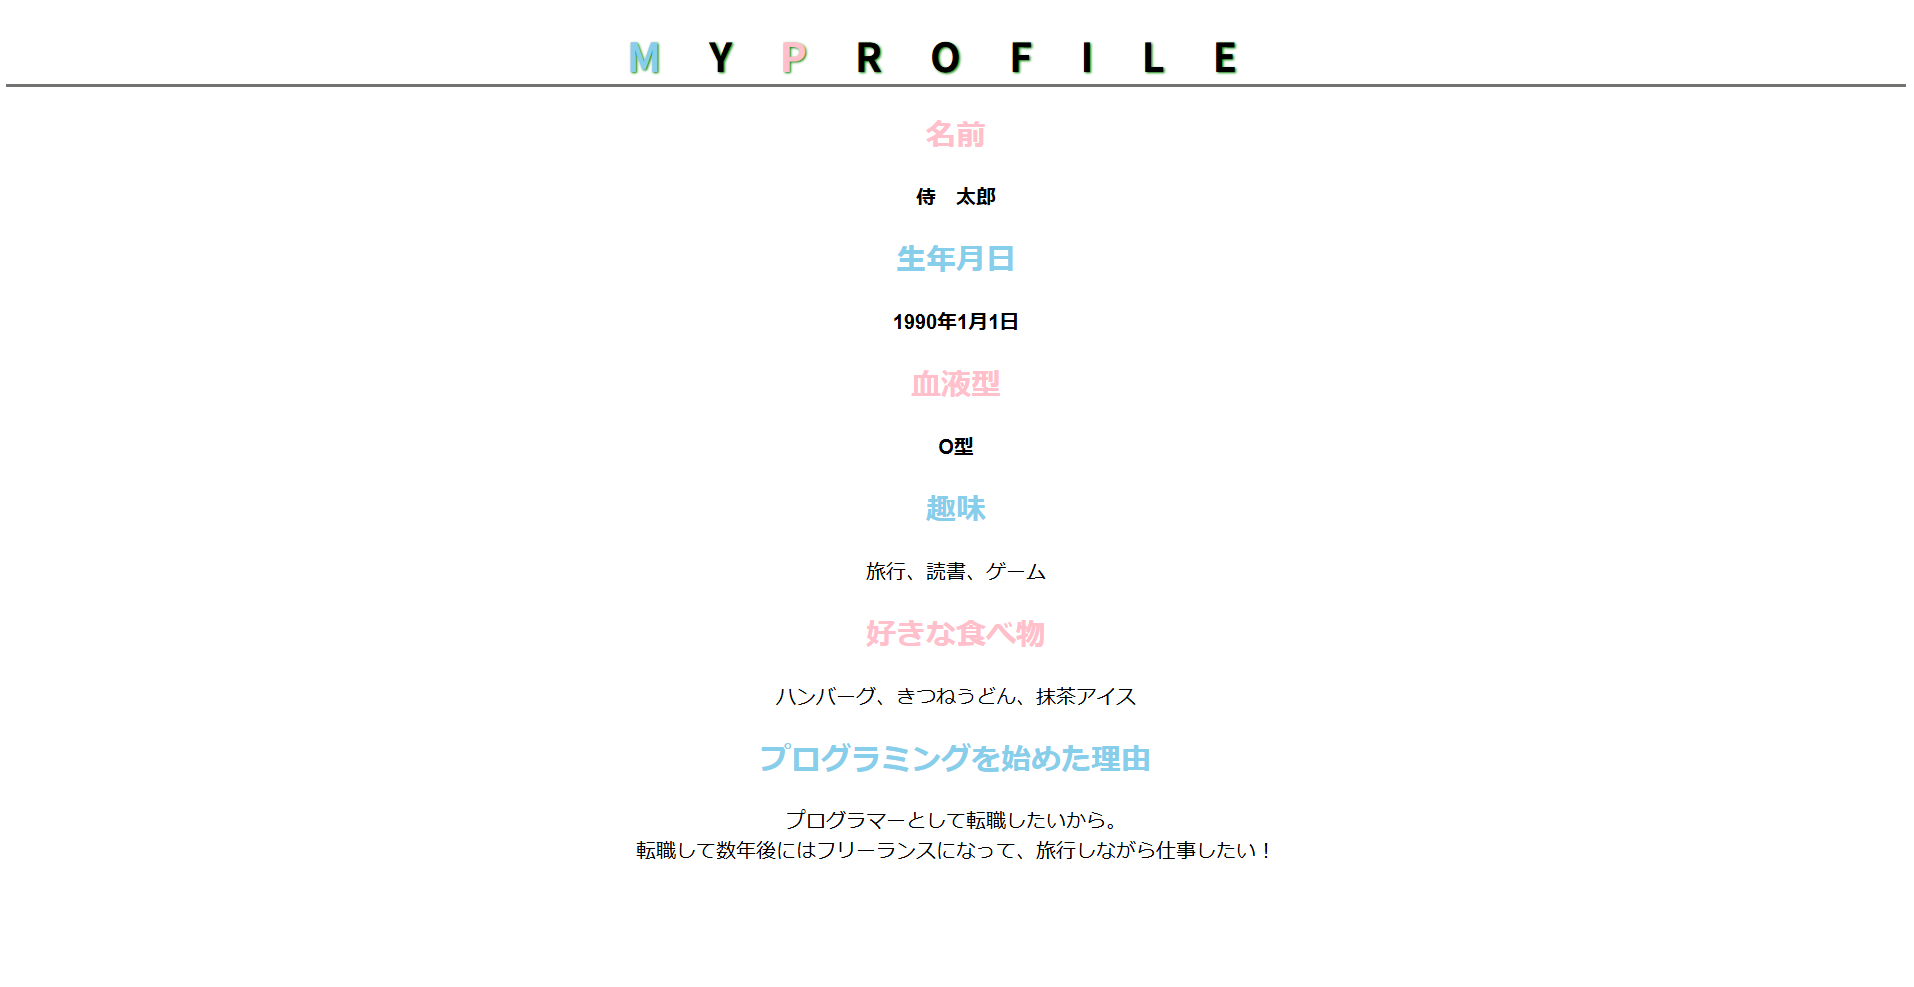 MYPROFILE
名前
侍　太郎
生年月日
1990年1月1日
血液型
O型
趣味
旅行、読書、ゲーム
好きな食べ物
ハンバーグ、きつねうどん、抹茶アイス
プログラミングを始めた理由
プログラマーとして転職したいから。
転職して数年後にはフリーランスになって、旅行しながら仕事したい！